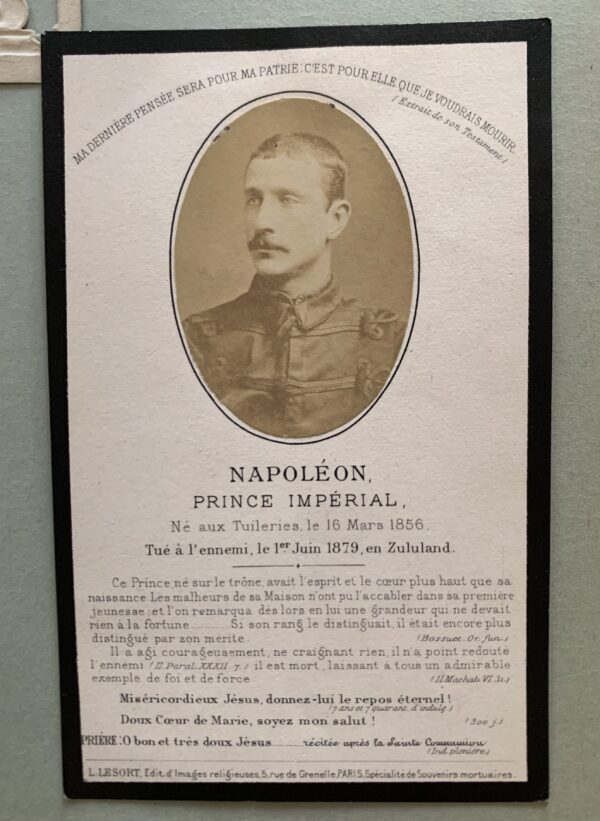 MA DERNIÈRE PENSÉE SERA POUR MA PATRIE: C'EST POUR ELLE QUE JE VOUDRAIS MOURIR.
(Extrait de son Testament)
NAPOLÉON,
PRINCE IMPÉRIAL,
Né aux Tuileries, le 16 Mars 1856.
Tué à l'ennemi, le 1er Juin 1879, en Zululand.
Ce Prince, né sur le trône, avait l'esprit et le cœur plus haut que sa
naissance. Les malheurs de sa Maison n'ont pu l'accabler dans sa première
jeunesse; et l'on remarqua dès lors en lui une grandeur qui ne devait
rien à la fortune .......... Si son rang le distinguait, il était encore plus
distingué par son mérite. (Bossuet. Or. fun.)
Il a agi courageusement, ne craignant rien, il n'a point redouté
l'ennemi (II. Paral. XXXII 7.) il est mort, laissant à tous un admirable
exemple de foi et de force (II. Machab VI 31.)
Miséricordieux Jésus, donnez-lui le repos éternel!
(7 ans et 7 quarant. d'indulg)
Doux Cœur de Marie, soyez mon salut! (300 j.)
PRIÈRE: O bon et très doux Jésus ...... récitée après la Sainte Communion
(Ind. plénière)
L. LESORT, Edit. d'Images religieuses, 5, rue de Grenelle, PARIS, Spécialité de Souvenirs mortuaires.